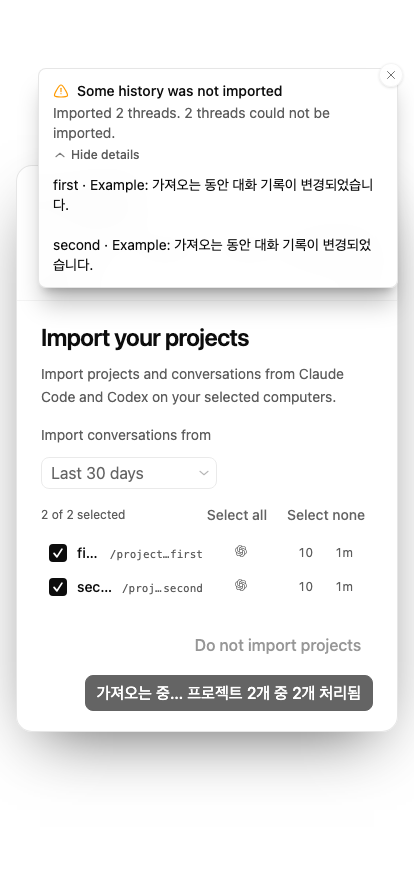 Some history was not imported
Imported 2 threads. 2 threads could not be
imported.
Hide details
first · Example: 가져오는 동안 대화 기록이 변경되었습니
다.
second · Example: 가져오는 동안 대화 기록이 변경되었
습니다.
Import your projects
Import projects and conversations from Claude
Code and Codex on your selected computers.
Import conversations from
Last 30 days
2 of 2 selected Select all Select none
fi... /project…first 10 1m
sec... /proj…second 10 1m
Do not import projects
가져오는 중... 프로젝트 2개 중 2개 처리됨